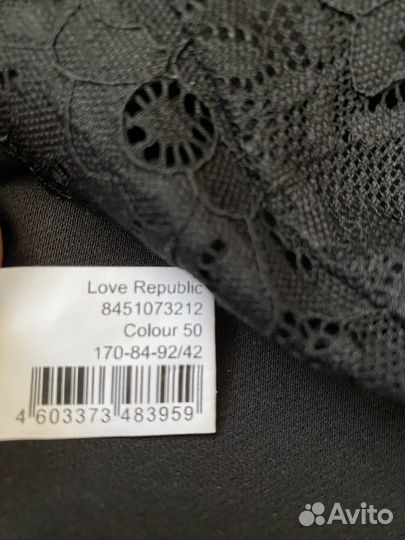 Love Republic
8451073212
Colour 50
170-84-92/42
4 603373 483959
Avito